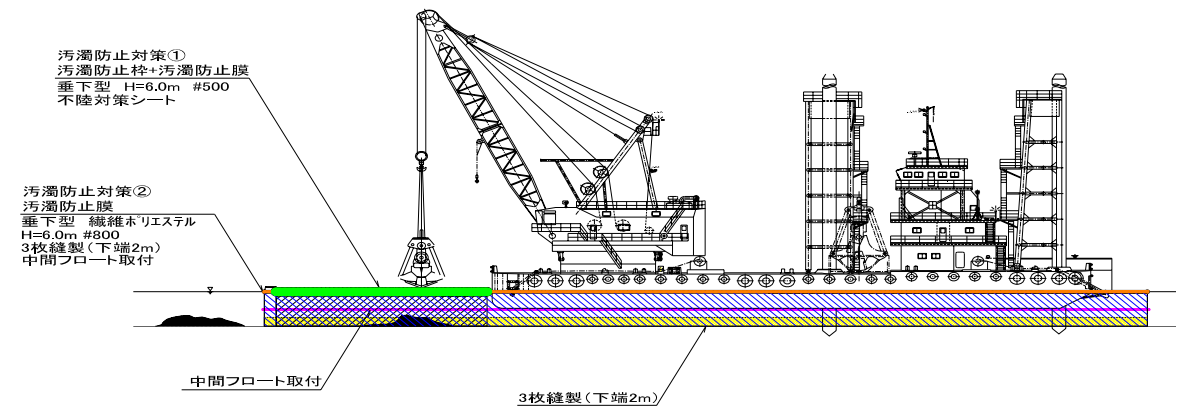 汚濁防止対策①
汚濁防止枠+汚濁防止膜
垂下型 H=6.0m #500
不陸対策シート
汚濁防止対策②
汚濁防止膜
垂下型 繊維ポリエステル
H=6.0m #800
3枚縫製(下端2m)
中間フロート取付
中間フロート取付
3枚縫製(下端2m)